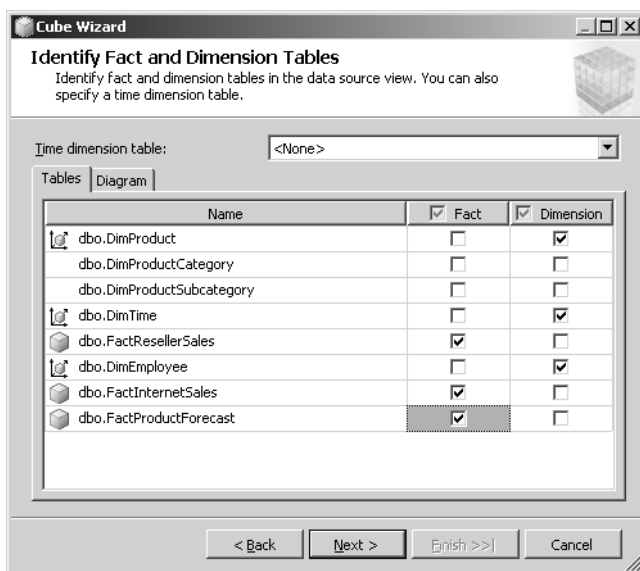 Cube Wizard
Identify Fact and Dimension Tables
Identify fact and dimension tables in the data source view. You can also
specify a time dimension table.
Time dimension table: <None>
Tables Diagram
Name Fact Dimension
dbo.DimProduct
dbo.DimProductCategory
dbo.DimProductSubcategory
dbo.DimTime
dbo.FactResellerSales
dbo.DimEmployee
dbo.FactInternetSales
dbo.FactProductForecast
< Back Next > Finish >>| Cancel